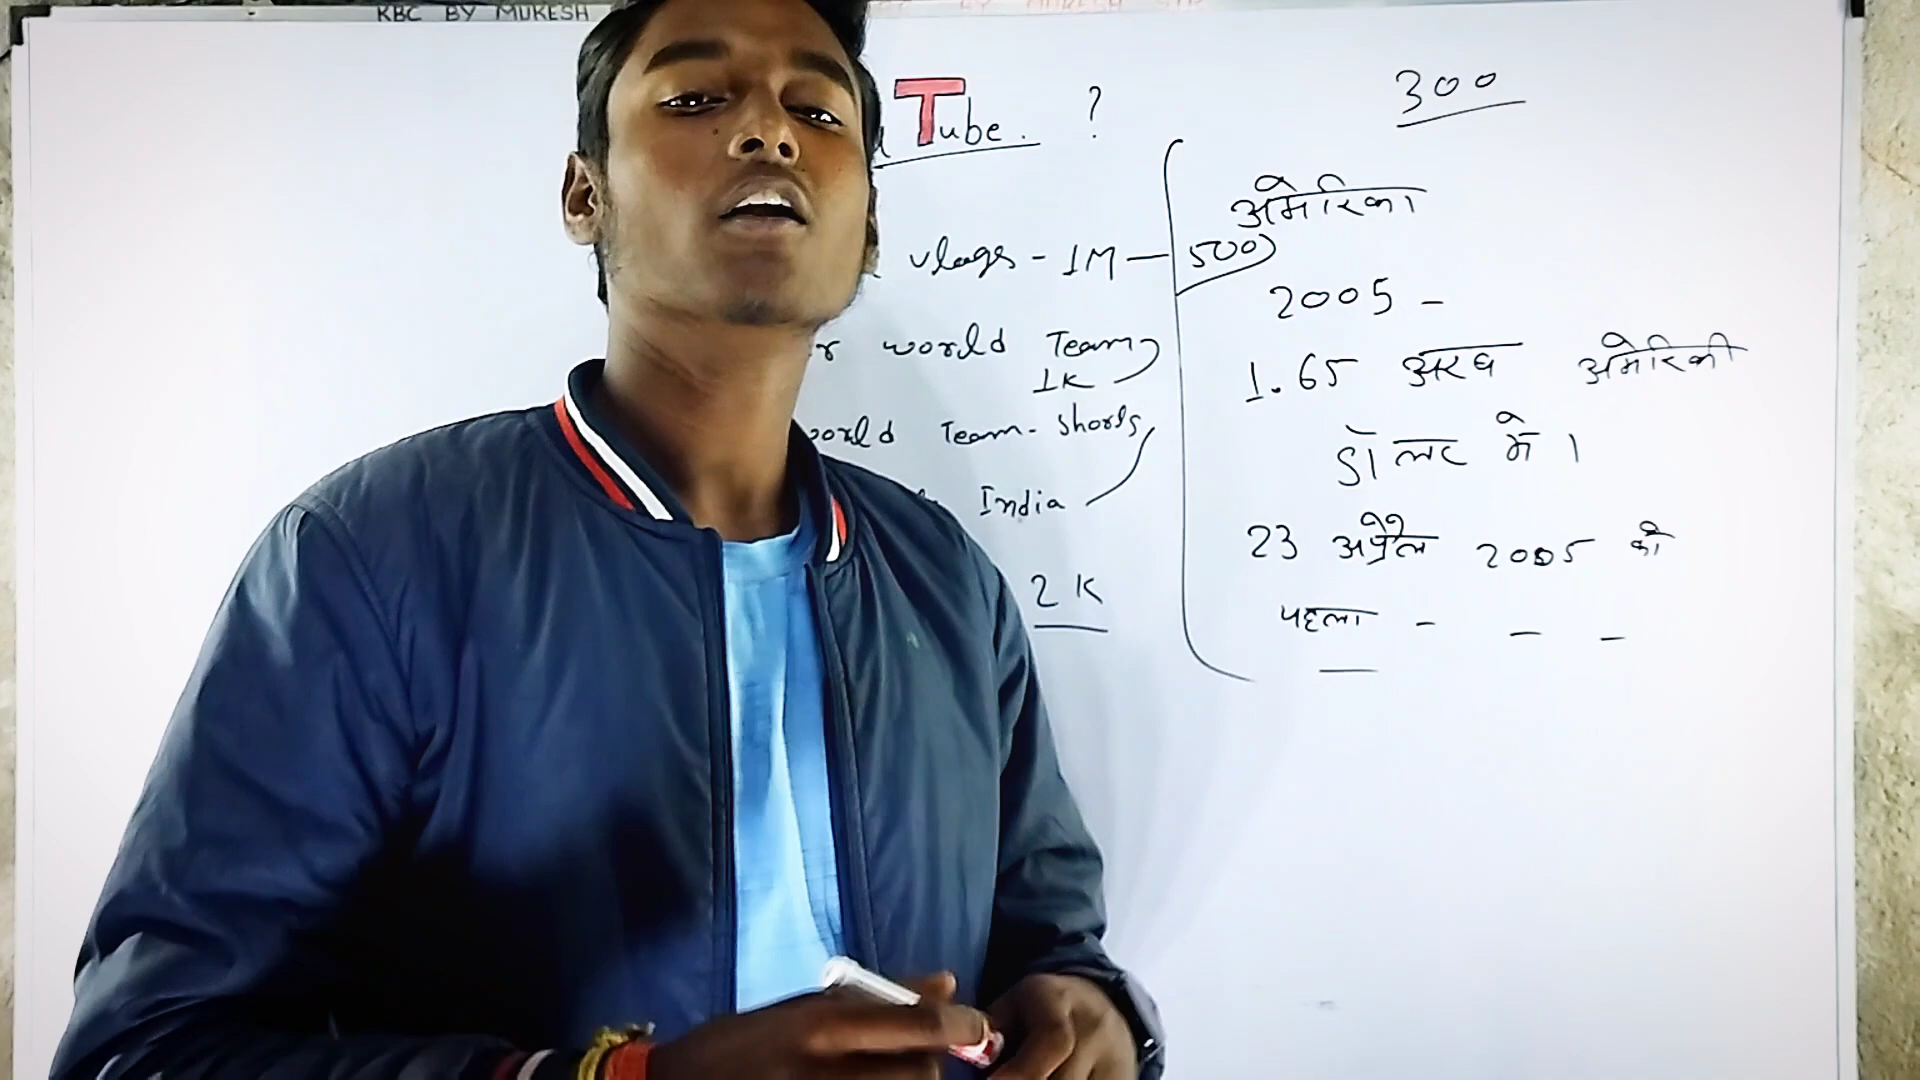 KBC BY MUKESH
Tube. ?
vlogs - 1M - 500
r world Team
1K
world Team - Shorts
India
2K
300
अमेरिका
2005 -
1.65 अरब अमेरिकी
डॉलर में ।
23 अप्रैल 2005 को
पहला - - -